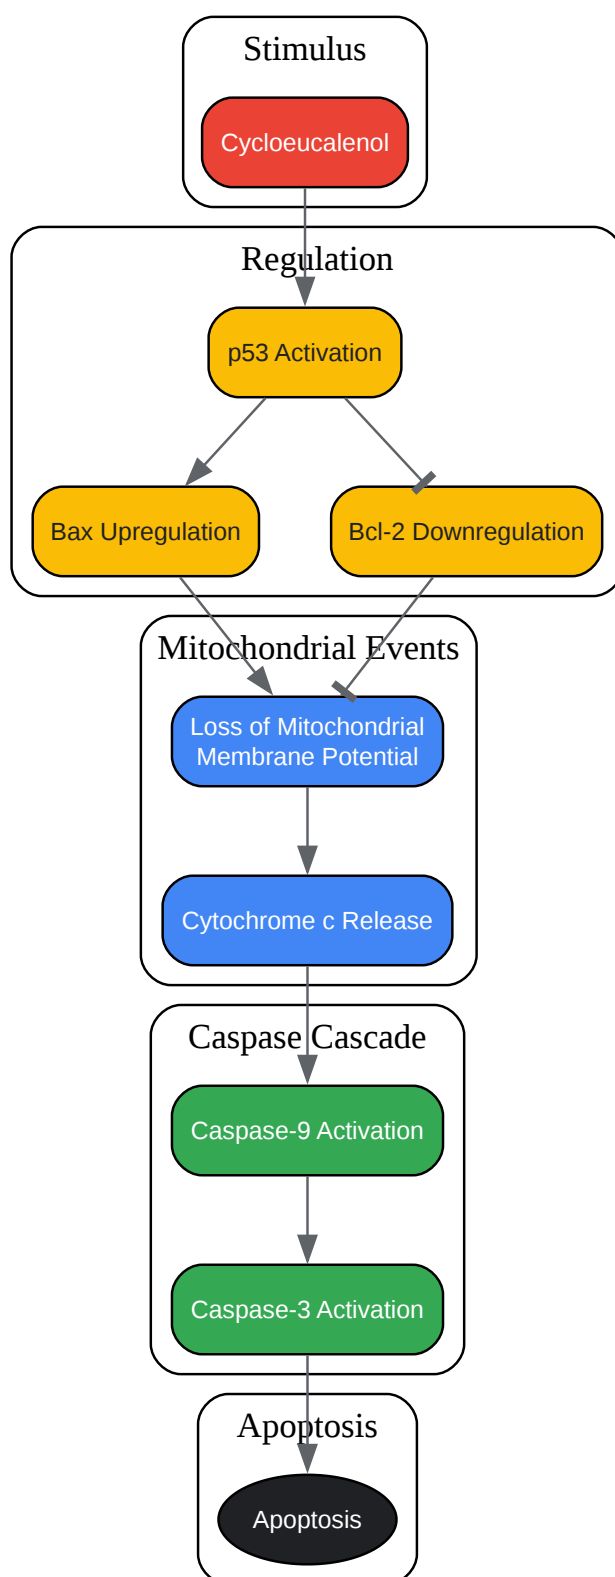 Stimulus
Cycloeucalenol
Regulation
p53 Activation
Bax Upregulation
Bcl-2 Downregulation
Mitochondrial Events
Loss of Mitochondrial
Membrane Potential
Cytochrome c Release
Caspase Cascade
Caspase-9 Activation
Caspase-3 Activation
Apoptosis
Apoptosis